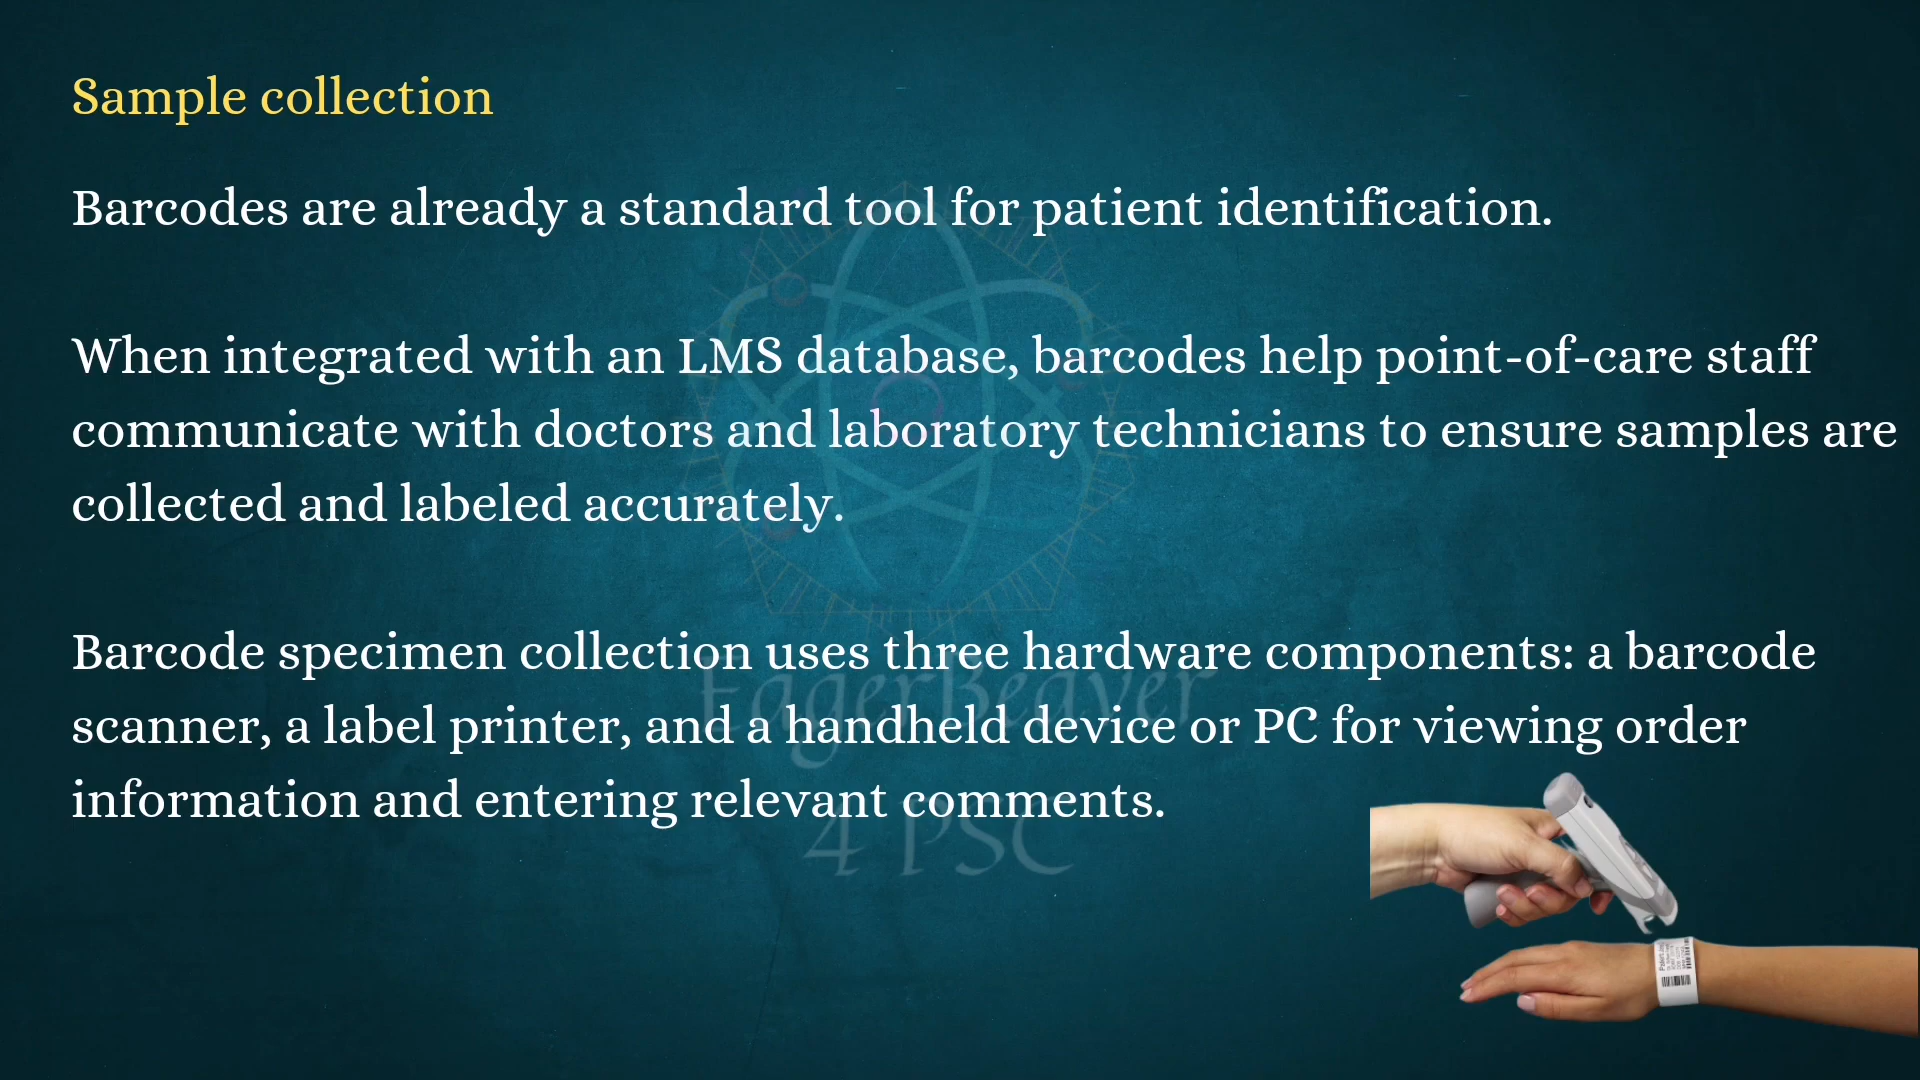 Sample collection
Barcodes are already a standard tool for patient identification.
When integrated with an LMS database, barcodes help point-of-care staff
communicate with doctors and laboratory technicians to ensure samples are
collected and labeled accurately.
Barcode specimen collection uses three hardware components: a barcode
scanner, a label printer, and a handheld device or PC for viewing order
information and entering relevant comments.
EagerBeaver
4 PSC